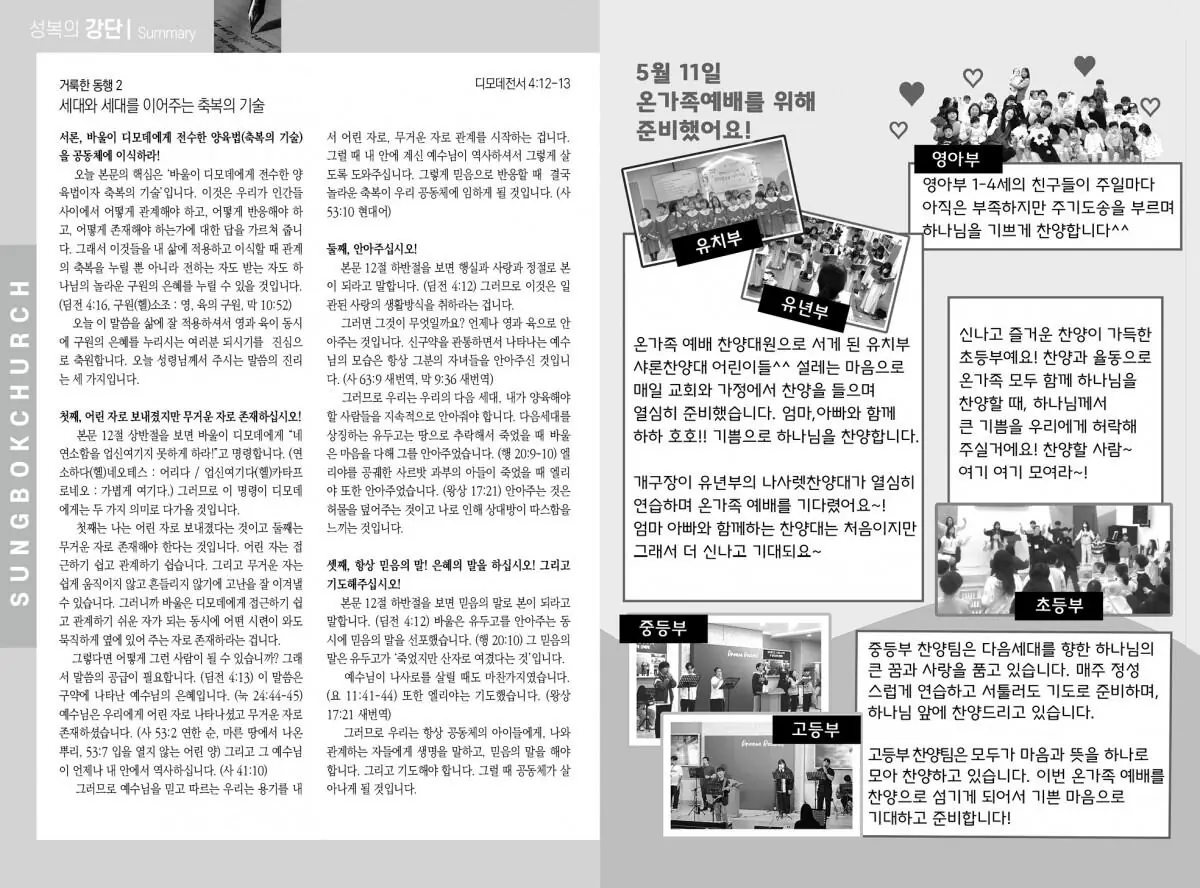 성복의 강단 | Summary
SUNGBOKCHURCH
거룩한 동행 2
디모데전서 4:12-13
세대와 세대를 이어주는 축복의 기술
서론, 바울이 디모데에게 전수한 양육법(축복의 기술)
을 공동체에 이식하라!
오늘 본문의 핵심은 ‘바울이 디모데에게 전수한 양
육법이자 축복의 기술’입니다. 이것은 우리가 인간들
사이에서 어떻게 관계해야 하고, 어떻게 반응해야 하
고, 어떻게 존재해야 하는가에 대한 답을 가르쳐 줍니
다. 그래서 이것들을 내 삶에 적용하고 이식할 때 관계
의 축복을 누릴 뿐 아니라 전하는 자도 받는 자도 하
나님의 놀라운 구원의 은혜를 누릴 수 있을 것입니다.
(딤전 4:16, 구원(헬)소조 : 영, 육의 구원, 막 10:52)
오늘 이 말씀을 삶에 잘 적용하셔서 영과 육이 동시
에 구원의 은혜를 누리시는 여러분 되시기를 진심으
로 축원합니다. 오늘 성령님께서 주시는 말씀의 진리
는 세 가지입니다.
첫째, 어린 자로 보내졌지만 무거운 자로 존재하십시오!
본문 12절 상반절을 보면 바울이 디모데에게 “네
연소함을 업신여기지 못하게 하라!”고 명령합니다. (연
소하다(헬)네오테스 : 어리다 / 업신여기다(헬)카타프
로네오 : 가볍게 여기다.) 그러므로 이 명령이 디모데
에게는 두 가지 의미로 다가올 것입니다.
첫째는 나는 어린 자로 보내졌다는 것이고 둘째는
무거운 자로 존재해야 한다는 것입니다. 어린 자는 접
근하기 쉽고 관계하기 쉽습니다. 그리고 무거운 자는
쉽게 움직이지 않고 흔들리지 않기에 고난을 잘 이겨낼
수 있습니다. 그러니까 바울은 디모데에게 접근하기 쉽
고 관계하기 쉬운 자가 되는 동시에 어떤 시련이 와도
묵직하게 옆에 있어 주는 자로 존재하라는 겁니다.
그렇다면 어떻게 그런 사람이 될 수 있습니까? 그래
서 말씀의 공급이 필요합니다. (딤전 4:13) 이 말씀은
구약에 나타난 예수님의 은혜입니다. (눅 24:44-45)
예수님은 우리에게 어린 자로 나타나셨고 무거운 자로
존재하셨습니다. (사 53:2 연한 순, 마른 땅에서 나온
뿌리, 53:7 입을 열지 않는 어린 양) 그리고 그 예수님
이 언제나 내 안에서 역사하십니다. (사 41:10)
그러므로 예수님을 믿고 따르는 우리는 용기를 내
서 어린 자로, 무거운 자로 관계를 시작하는 겁니다.
그럴 때 내 안에 계신 예수님이 역사하셔서 그렇게 살
도록 도와주십니다. 그렇게 믿음으로 반응할 때 결국
놀라운 축복이 우리 공동체에 임하게 될 것입니다. (사
53:10 현대어)
둘째, 안아주십시오!
본문 12절 하반절을 보면 행실과 사랑과 정절로 본
이 되라고 말합니다. (딤전 4:12) 그러므로 이것은 일
관된 사랑의 생활방식을 취하라는 겁니다.
그러면 그것이 무엇일까요? 언제나 영과 육으로 안
아주는 것입니다. 신구약을 관통하면서 나타나는 예수
님의 모습은 항상 그분의 자녀들을 안아주신 것입니
다. (사 63:9 새번역, 막 9:36 새번역)
그러므로 우리는 우리의 다음 세대, 내가 양육해야
할 사람들을 지속적으로 안아줘야 합니다. 다음세대를
상징하는 유두고는 땅으로 추락해서 죽었을 때 바울
은 마음을 다해 그를 안아주었습니다. (행 20:9-10) 엘
리야를 공궤한 사르밧 과부의 아들이 죽었을 때 엘리
야 또한 안아주었습니다. (왕상 17:21) 안아주는 것은
허물을 덮어주는 것이고 나로 인해 상대방이 따스함을
느끼는 것입니다.
셋째, 항상 믿음의 말! 은혜의 말을 하십시오! 그리고
기도해주십시오!
본문 12절 하반절을 보면 믿음의 말로 본이 되라고
말합니다. (딤전 4:12) 바울은 유두고를 안아주는 동
시에 믿음의 말을 선포했습니다. (행 20:10) 그 믿음의
말은 유두고가 ‘죽었지만 산자로 여겼다는 것’입니다.
예수님이 나사로를 살릴 때도 마찬가지였습니다.
(요 11:41-44) 또한 엘리야는 기도했습니다. (왕상
17:21 새번역)
그러므로 우리는 항상 공동체의 아이들에게, 나와
관계하는 자들에게 생명을 말하고, 믿음의 말을 해야
합니다. 그리고 기도해야 합니다. 그럴 때 공동체가 살
아나게 될 것입니다.
5월 11일
온가족예배를 위해
준비했어요!
영아부
영아부 1-4세의 친구들이 주일마다
아직은 부족하지만 주기도송을 부르며
하나님을 기쁘게 찬양합니다^^
유치부
유년부
온가족 예배 찬양대원으로 서게 된 유치부
샤론찬양대 어린이들^^ 설레는 마음으로
매일 교회와 가정에서 찬양을 들으며
열심히 준비했습니다. 엄마,아빠와 함께
하하 호호!! 기쁨으로 하나님을 찬양합니다.
개구장이 유년부의 나사렛찬양대가 열심히
연습하며 온가족 예배를 기다렸어요~!
엄마 아빠와 함께하는 찬양대는 처음이지만
그래서 더 신나고 기대되요~
신나고 즐거운 찬양이 가득한
초등부예요! 찬양과 율동으로
온가족 모두 함께 하나님을
찬양할 때, 하나님께서
큰 기쁨을 우리에게 허락해
주실거에요! 찬양할 사람~
여기 여기 모여라~!
초등부
중등부
고등부
중등부 찬양팀은 다음세대를 향한 하나님의
큰 꿈과 사랑을 품고 있습니다. 매주 정성
스럽게 연습하고 서툴러도 기도로 준비하며,
하나님 앞에 찬양드리고 있습니다.
고등부 찬양팀은 모두가 마음과 뜻을 하나로
모아 찬양하고 있습니다. 이번 온가족 예배를
찬양으로 섬기게 되어서 기쁜 마음으로
기대하고 준비합니다!